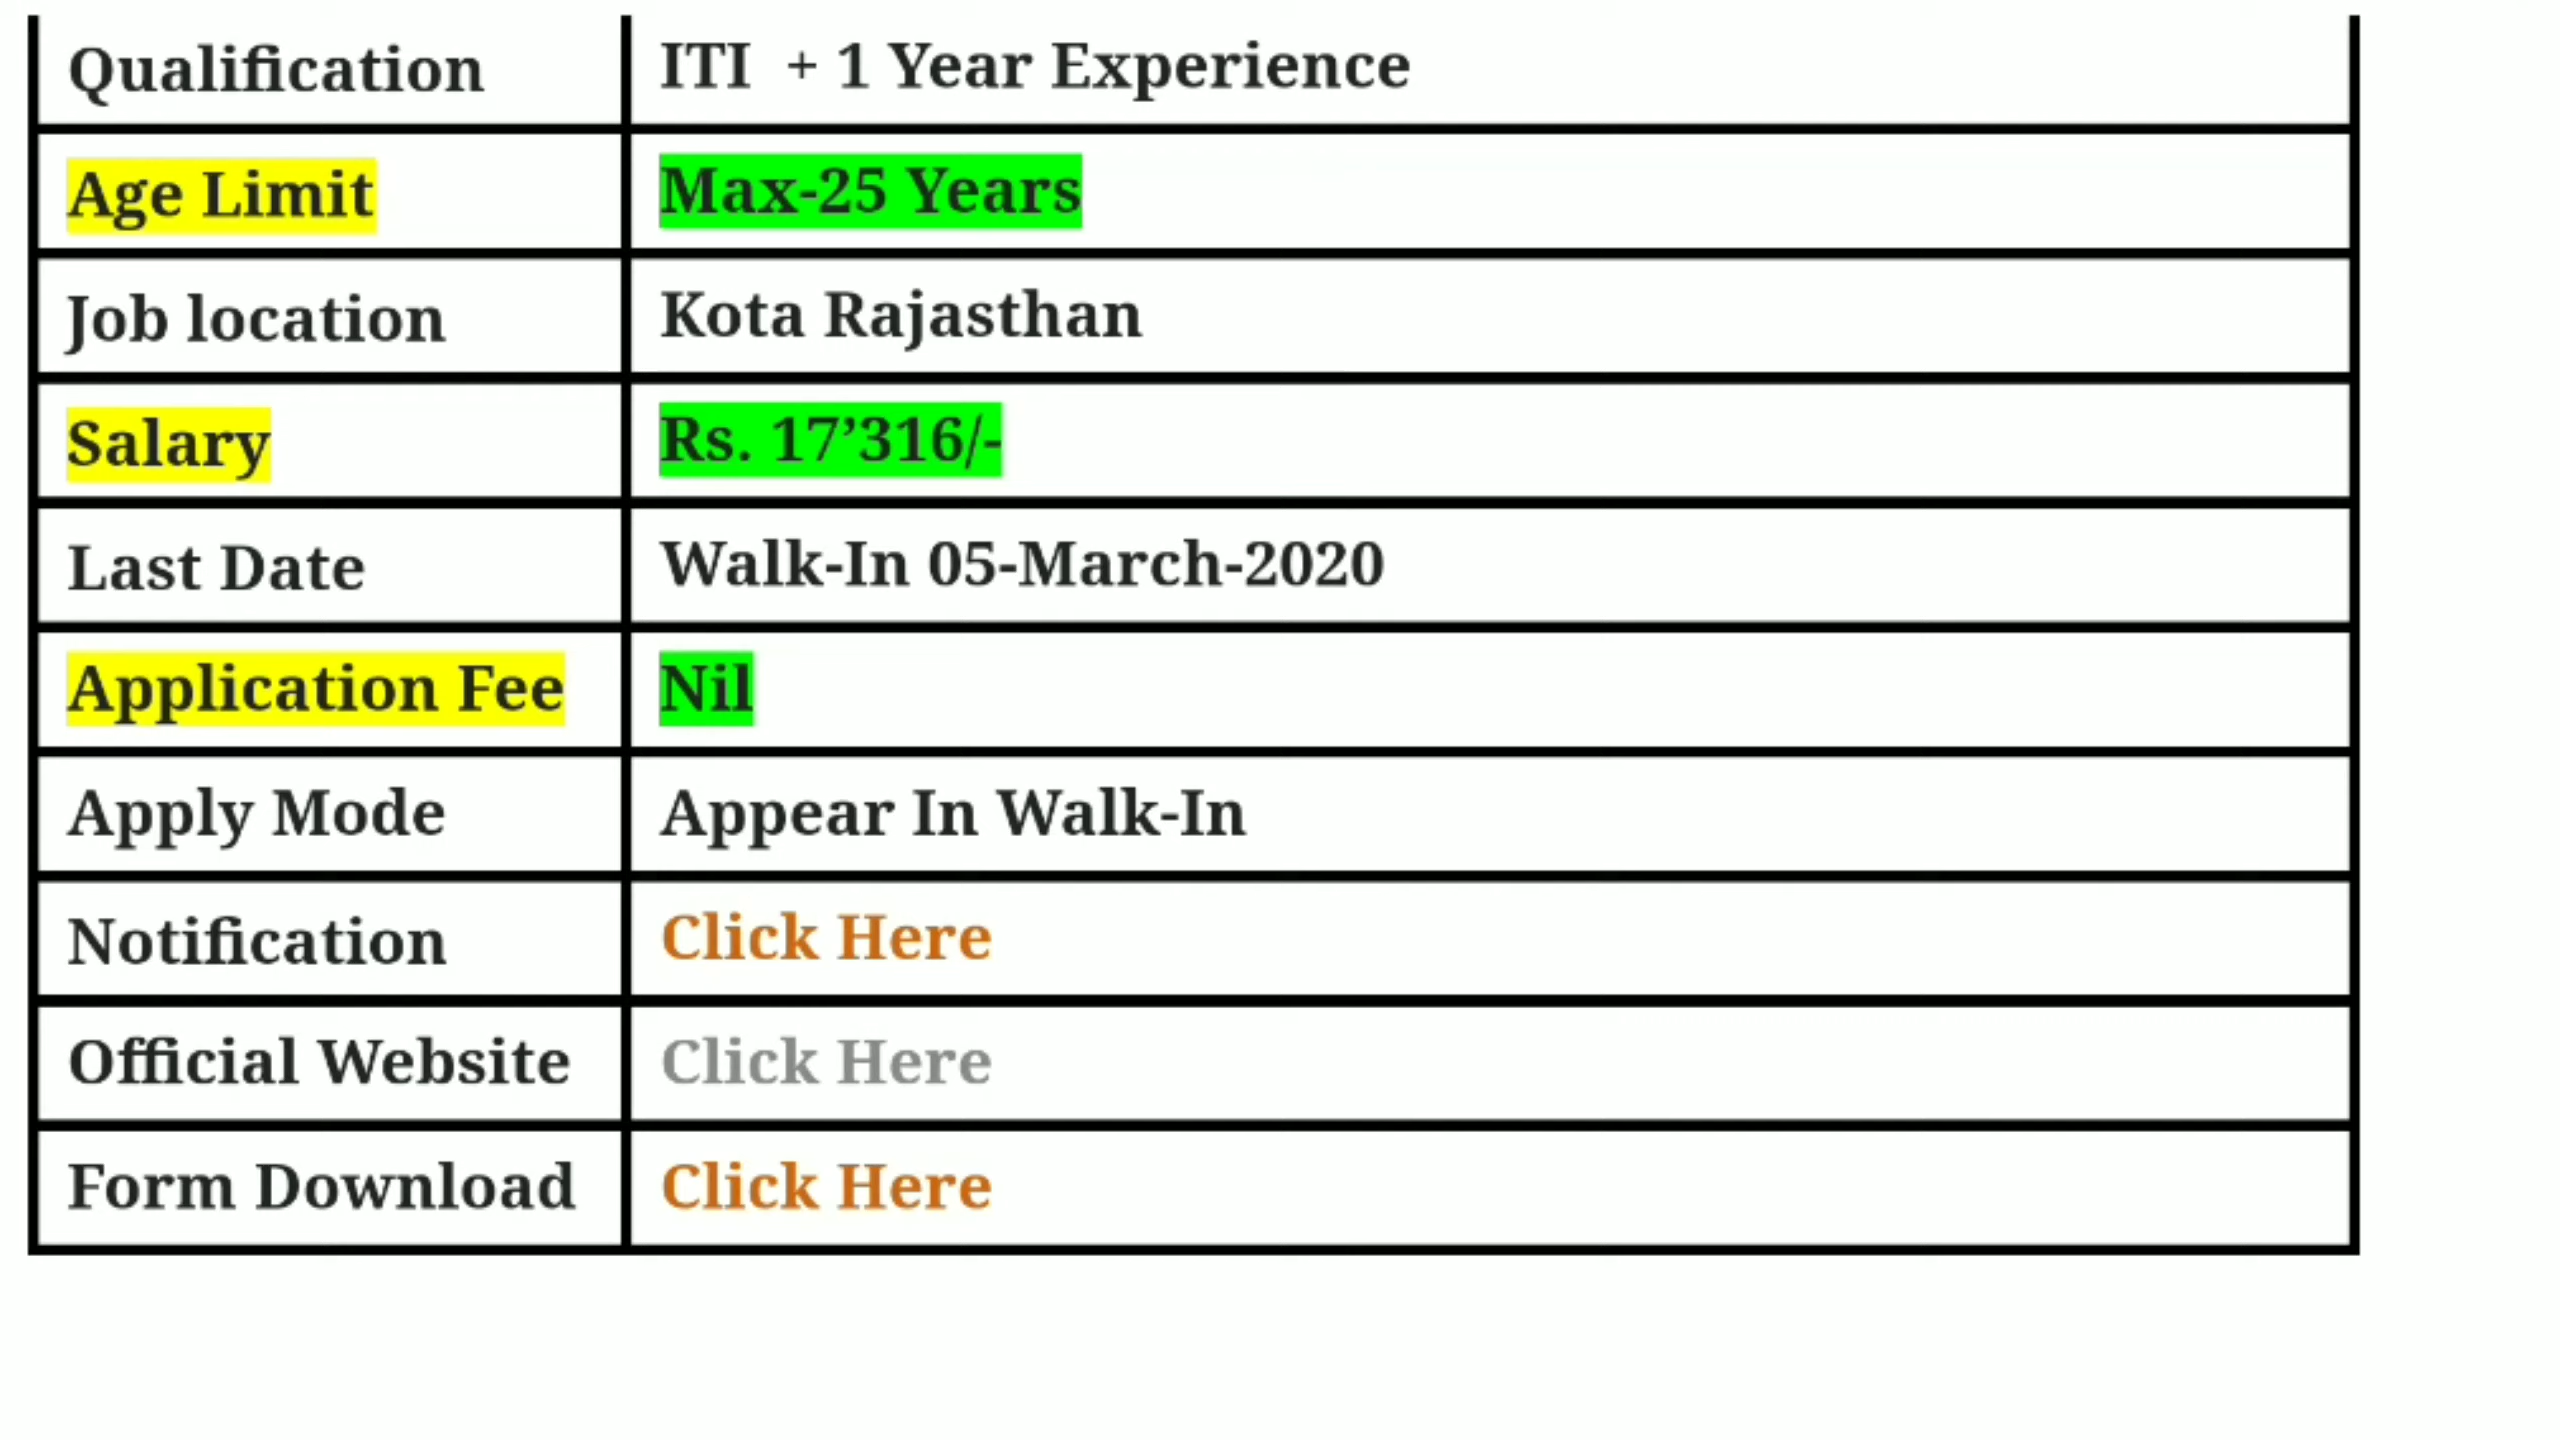 Qualification ITI + 1 Year Experience
Age Limit Max-25 Years
Job location Kota Rajasthan
Salary Rs. 17’316/-
Last Date Walk-In 05-March-2020
Application Fee Nil
Apply Mode Appear In Walk-In
Notification Click Here
Official Website Click Here
Form Download Click Here